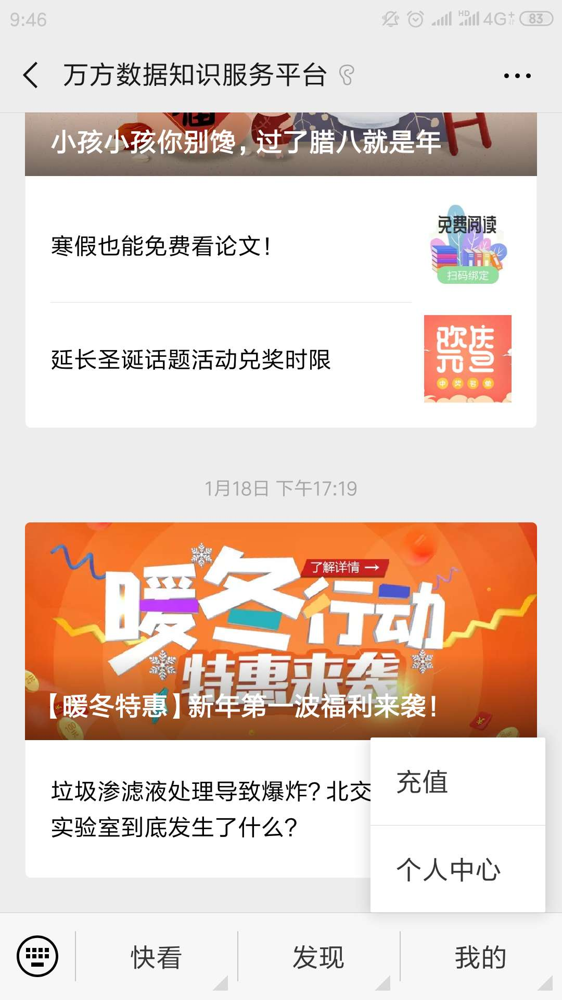 9:46
HD
4G+
83
万方数据知识服务平台
小孩小孩你别馋，过了腊八就是年
免费阅读
寒假也能免费看论文！
扫码绑定
欢庆
元旦
延长圣诞话题活动兑奖时限
中奖名单
1月18日 下午17:19
了解详情 →
暖冬行动
特惠来袭
【暖冬特惠】新年第一波福利来袭！
垃圾渗滤液处理导致爆炸？北交
实验室到底发生了什么？
充值
个人中心
快看
发现
我的